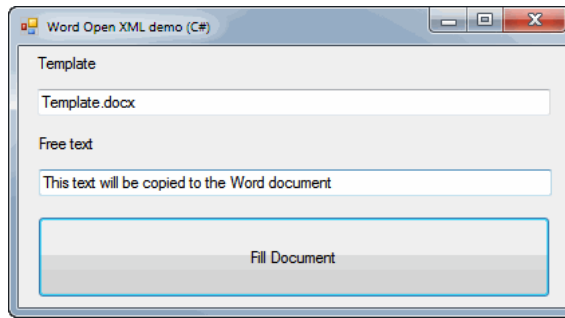 Word Open XML demo (C#)
Template
Template.docx
Free text
This text will be copied to the Word document
Fill Document